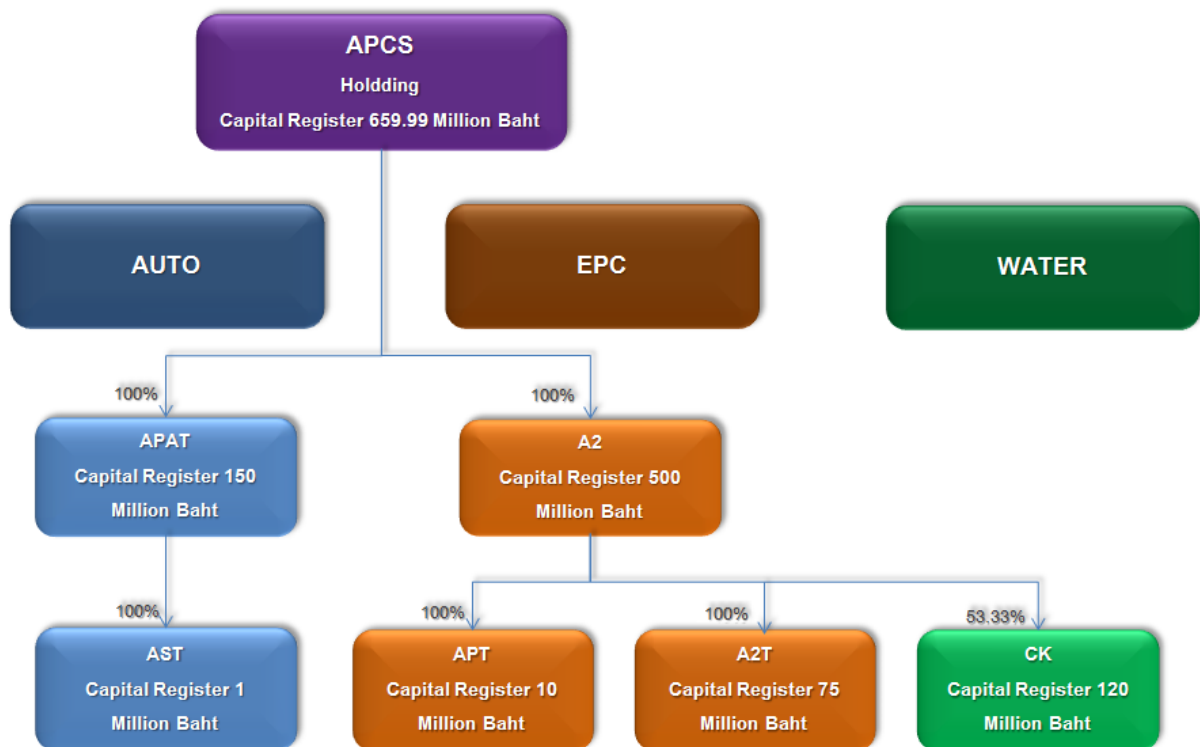 APCS
Holdding
Capital Register 659.99 Million Baht
AUTO
EPC
WATER
100%
100%
APAT
Capital Register 150
Million Baht
A2
Capital Register 500
Million Baht
100%
100%
100%
53.33%
AST
Capital Register 1
Million Baht
APT
Capital Register 10
Million Baht
A2T
Capital Register 75
Million Baht
CK
Capital Register 120
Million Baht